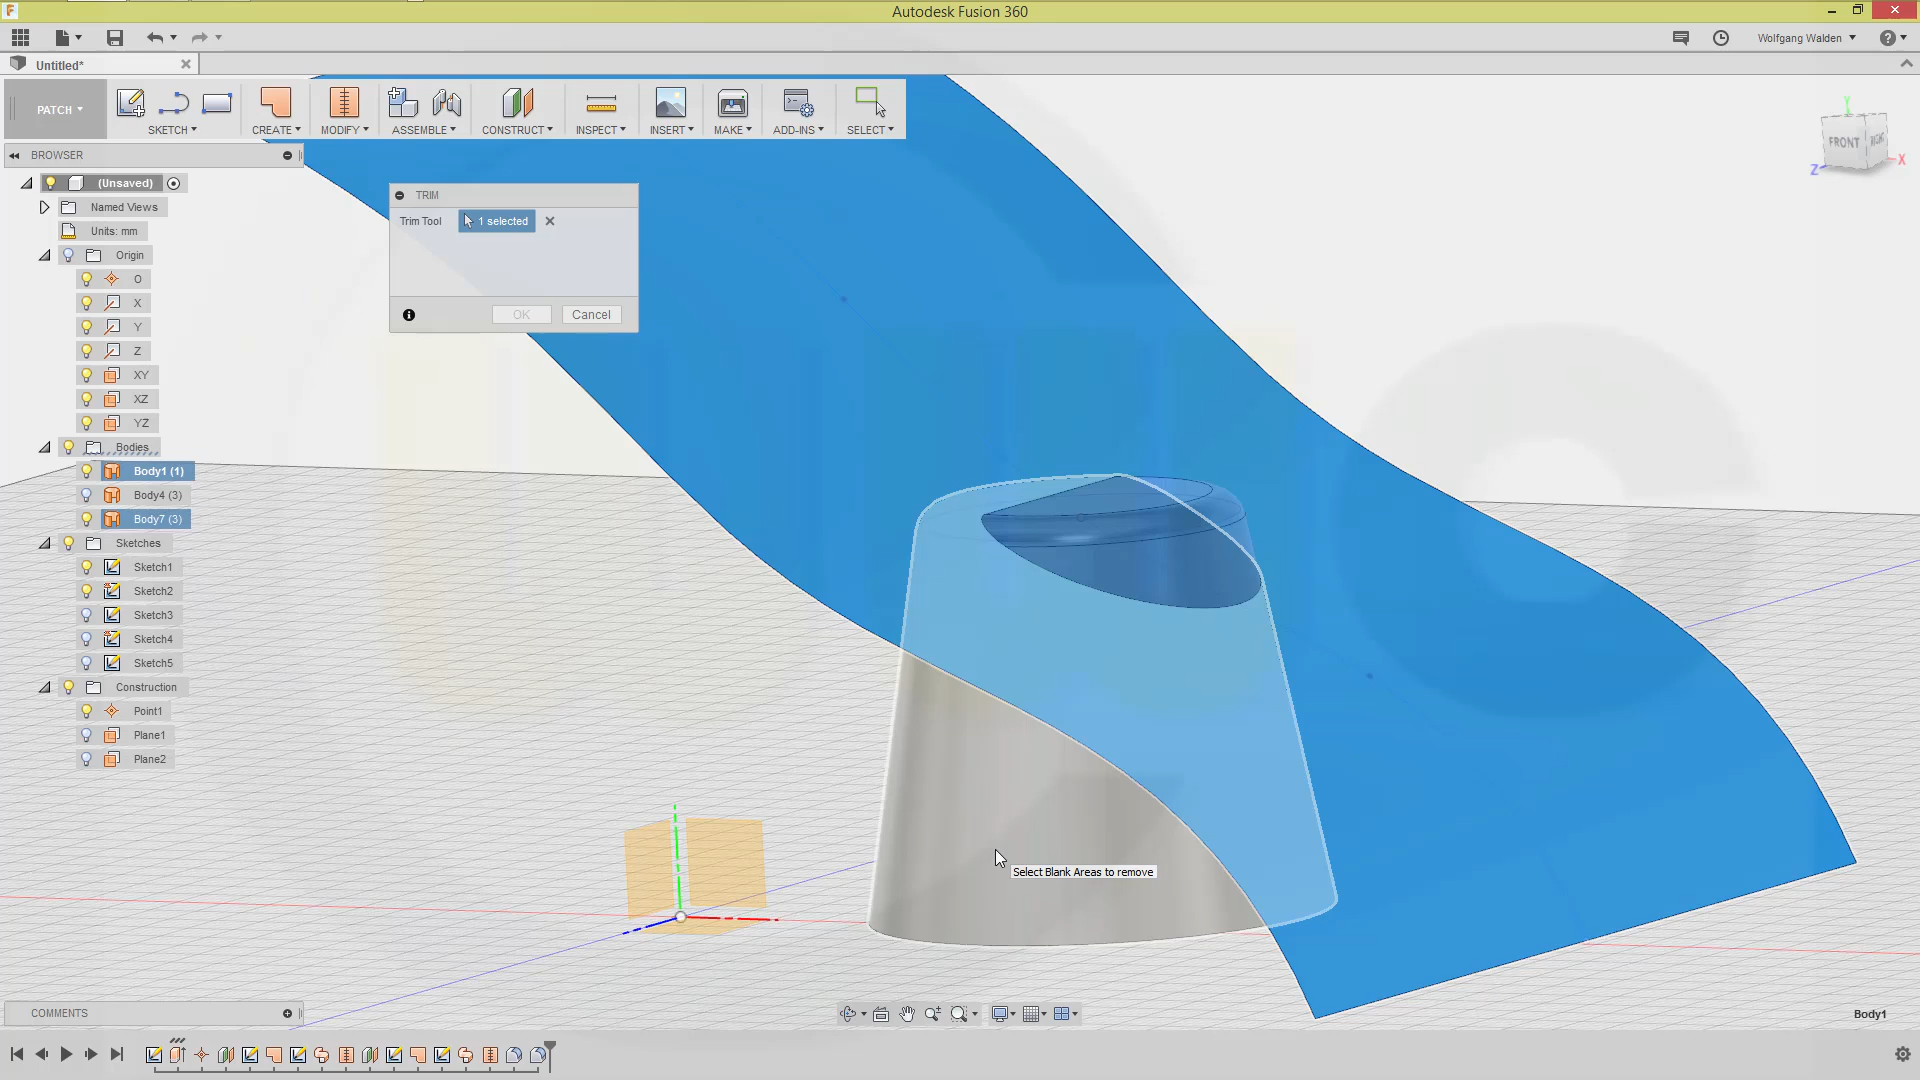 Autodesk Fusion 360
Wolfgang Walden
Untitled*
PATCH
SKETCH
CREATE
MODIFY
ASSEMBLE
CONSTRUCT
INSPECT
INSERT
MAKE
ADD-INS
SELECT
Y
FRONT
RIGHT
Z
X
BROWSER
(Unsaved)
Named Views
Units: mm
Origin
O
X
Y
Z
XY
XZ
YZ
Bodies
Body1 (1)
Body4 (3)
Body7 (3)
Sketches
Sketch1
Sketch2
Sketch3
Sketch4
Sketch5
Construction
Point1
Plane1
Plane2
TRIM
Trim Tool
1 selected
OK
Cancel
Select Blank Areas to remove
COMMENTS
Body1